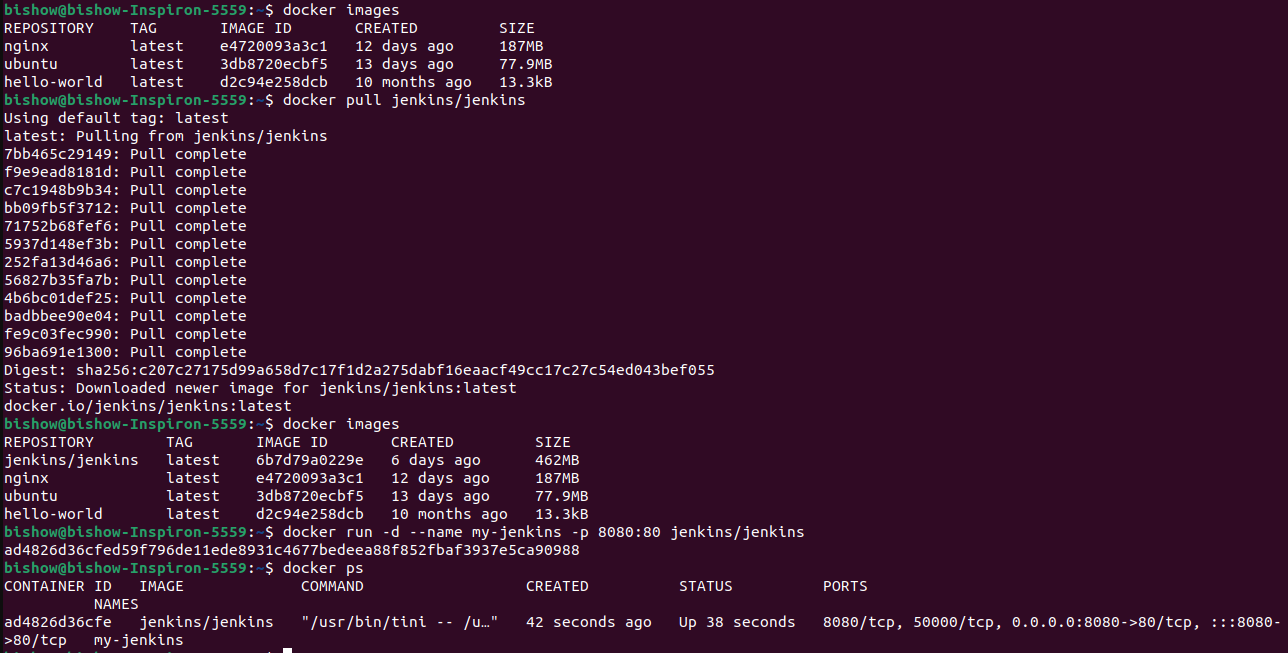 bishow@bishow-Inspiron-5559:~$ docker images
REPOSITORY    TAG       IMAGE ID       CREATED         SIZE
nginx         latest    e4720093a3c1   12 days ago     187MB
ubuntu        latest    3db8720ecbf5   13 days ago     77.9MB
hello-world   latest    d2c94e258dcb   10 months ago   13.3kB
bishow@bishow-Inspiron-5559:~$ docker pull jenkins/jenkins
Using default tag: latest
latest: Pulling from jenkins/jenkins
7bb465c29149: Pull complete
f9e9ead8181d: Pull complete
c7c1948b9b34: Pull complete
bb09fb5f3712: Pull complete
71752b68fef6: Pull complete
5937d148ef3b: Pull complete
252fa13d46a6: Pull complete
56827b35fa7b: Pull complete
4b6bc01def25: Pull complete
badbbee90e04: Pull complete
fe9c03fec990: Pull complete
96ba691e1300: Pull complete
Digest: sha256:c207c27175d99a658d7c17f1d2a275dabf16eaacf49cc17c27c54ed043bef055
Status: Downloaded newer image for jenkins/jenkins:latest
docker.io/jenkins/jenkins:latest
bishow@bishow-Inspiron-5559:~$ docker images
REPOSITORY        TAG       IMAGE ID       CREATED         SIZE
jenkins/jenkins   latest    6b7d79a0229e   6 days ago      462MB
nginx             latest    e4720093a3c1   12 days ago     187MB
ubuntu            latest    3db8720ecbf5   13 days ago     77.9MB
hello-world       latest    d2c94e258dcb   10 months ago   13.3kB
bishow@bishow-Inspiron-5559:~$ docker run -d --name my-jenkins -p 8080:80 jenkins/jenkins
ad4826d36cfed59f796de11ede8931c4677bedeea88f852fbaf3937e5ca90988
bishow@bishow-Inspiron-5559:~$ docker ps
CONTAINER ID   IMAGE             COMMAND                  CREATED          STATUS          PORTS
          NAMES
ad4826d36cfe   jenkins/jenkins   "/usr/bin/tini -- /u…"   42 seconds ago   Up 38 seconds   8080/tcp, 50000/tcp, 0.0.0.0:8080->80/tcp, :::8080-
>80/tcp   my-jenkins